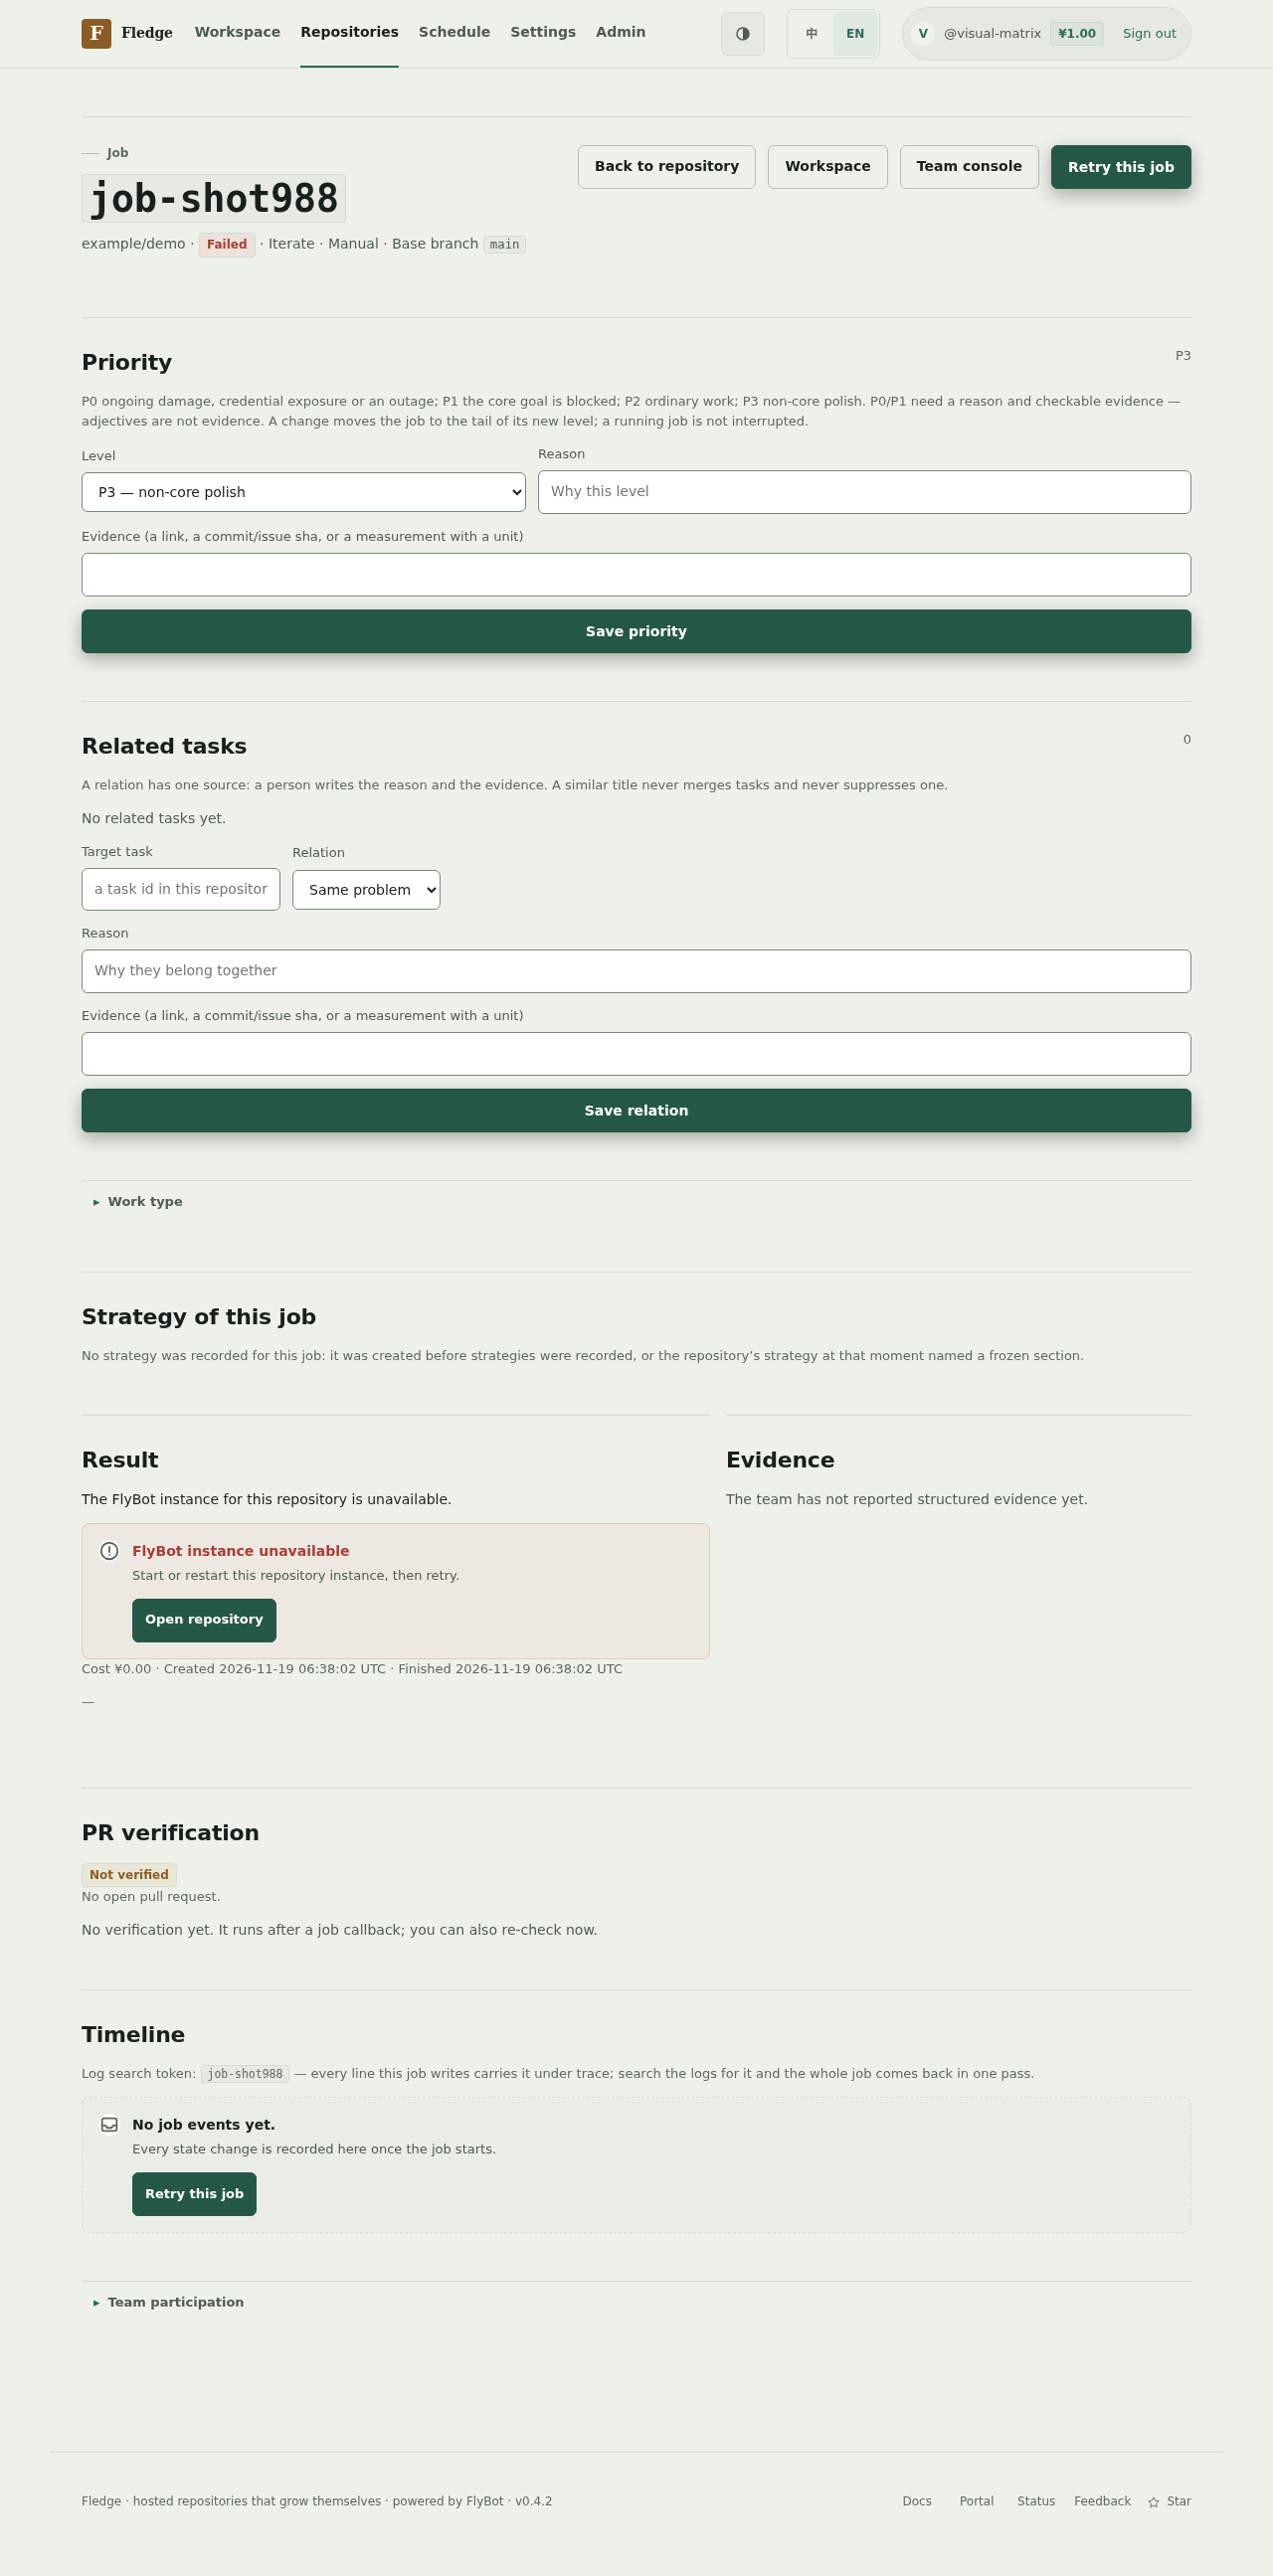 F Fledge Workspace Repositories Schedule Settings Admin 中 EN V @visual-matrix ¥1.00 Sign out
Job
Back to repository Workspace Team console Retry this job
job-shot988
example/demo · Failed · Iterate · Manual · Base branch main
Priority P3
P0 ongoing damage, credential exposure or an outage; P1 the core goal is blocked; P2 ordinary work; P3 non-core polish. P0/P1 need a reason and checkable evidence —
adjectives are not evidence. A change moves the job to the tail of its new level; a running job is not interrupted.
Level Reason
P3 — non-core polish Why this level
Evidence (a link, a commit/issue sha, or a measurement with a unit)
Save priority
Related tasks 0
A relation has one source: a person writes the reason and the evidence. A similar title never merges tasks and never suppresses one.
No related tasks yet.
Target task Relation
a task id in this repositor Same problem
Reason
Why they belong together
Evidence (a link, a commit/issue sha, or a measurement with a unit)
Save relation
▸ Work type
Strategy of this job
No strategy was recorded for this job: it was created before strategies were recorded, or the repository’s strategy at that moment named a frozen section.
Result
The FlyBot instance for this repository is unavailable.
FlyBot instance unavailable
Start or restart this repository instance, then retry.
Open repository
Cost ¥0.00 · Created 2026-11-19 06:38:02 UTC · Finished 2026-11-19 06:38:02 UTC
—
Evidence
The team has not reported structured evidence yet.
PR verification
Not verified
No open pull request.
No verification yet. It runs after a job callback; you can also re-check now.
Timeline
Log search token: job-shot988 — every line this job writes carries it under trace; search the logs for it and the whole job comes back in one pass.
No job events yet.
Every state change is recorded here once the job starts.
Retry this job
▸ Team participation
Fledge · hosted repositories that grow themselves · powered by FlyBot · v0.4.2 Docs Portal Status Feedback Star